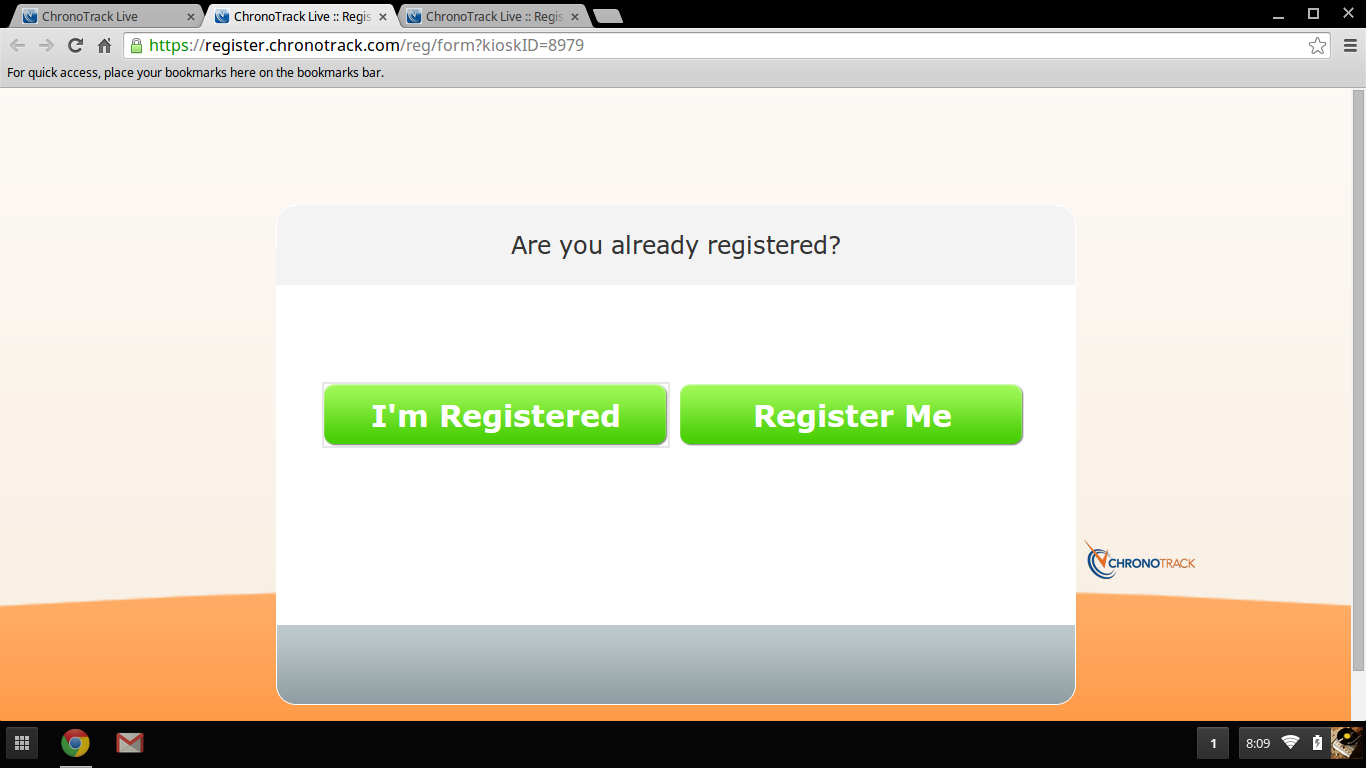 ChronoTrack Live
ChronoTrack Live :: Regis
ChronoTrack Live :: Regis
https://register.chronotrack.com/reg/form?kioskID=8979
For quick access, place your bookmarks here on the bookmarks bar.
Are you already registered?
I'm Registered
Register Me
CHRONOTRACK
1
8:09